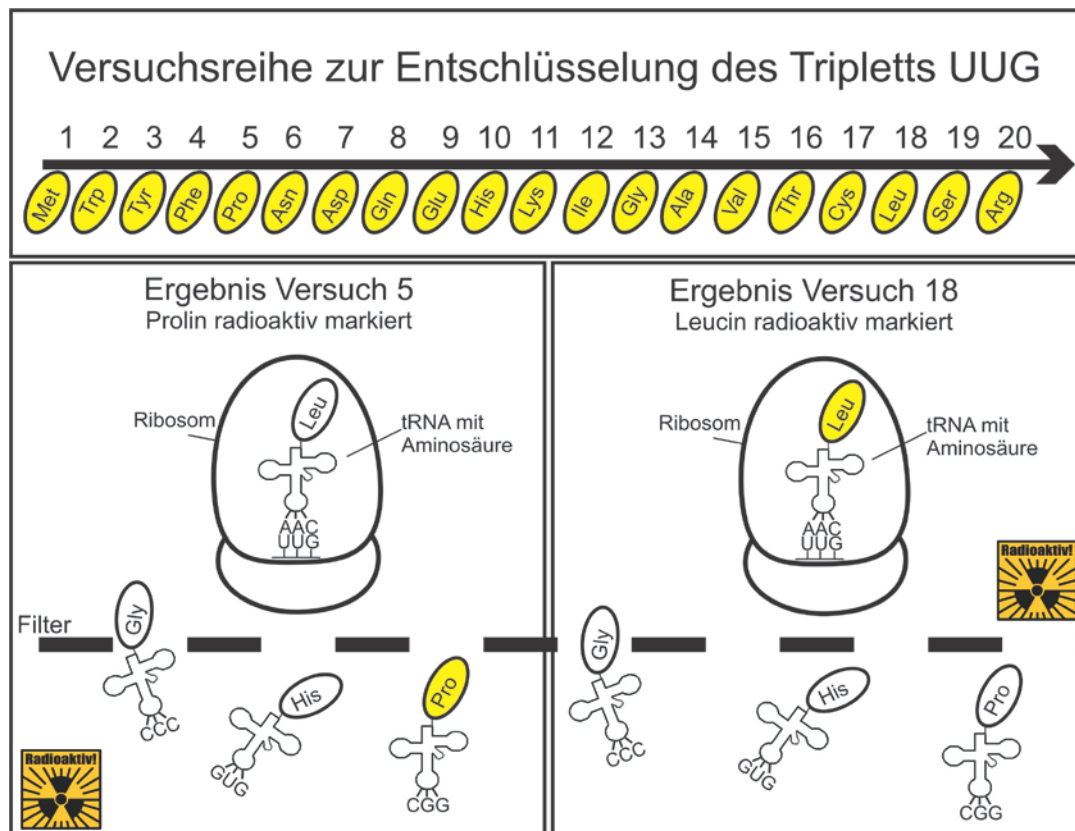 Versuchsreihe zur Entschlüsselung des Tripletts UUG
1 2 3 4 5 6 7 8 9 10 11 12 13 14 15 16 17 18 19 20
Met Trp Tyr Phe Pro Asn Asp Gln Glu His Lys Ile Gly Ala Val Thr Cys Leu Ser Arg
Ergebnis Versuch 5
Prolin radioaktiv markiert
Leu
Ribosom
tRNA mit
Aminosäure
AAC
UUG
Filter
Gly
CCC
His
GUG
Pro
CGG
Radioaktiv!
Ergebnis Versuch 18
Leucin radioaktiv markiert
Leu
Ribosom
tRNA mit
Aminosäure
AAC
UUG
Radioaktiv!
Gly
CCC
His
GUG
Pro
CGG